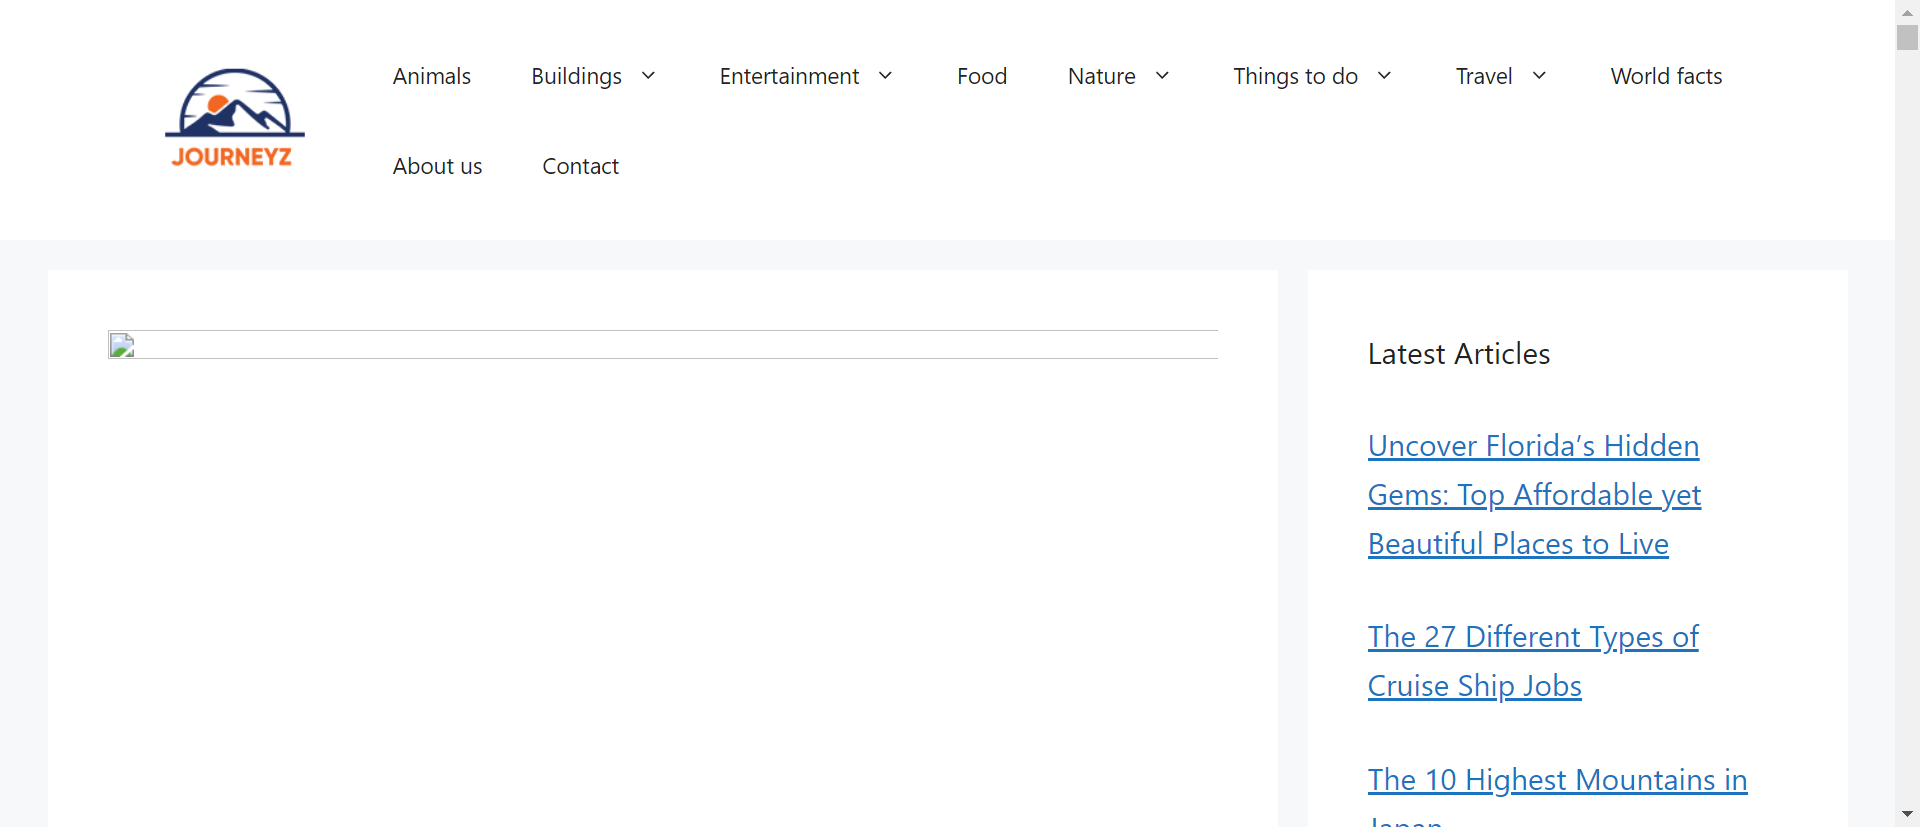 JOURNEYZ
Animals Buildings Entertainment Food Nature Things to do Travel World facts
About us Contact
Latest Articles
Uncover Florida’s Hidden
Gems: Top Affordable yet
Beautiful Places to Live
The 27 Different Types of
Cruise Ship Jobs
The 10 Highest Mountains in
Japan